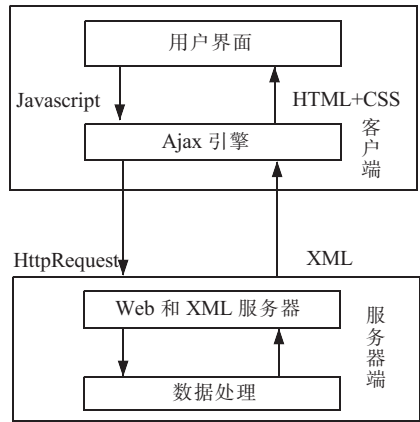 用户界面
Javascript
HTML+CSS
Ajax 引擎
客户端
HttpRequest
XML
Web 和 XML 服务器
服务器端
数据处理